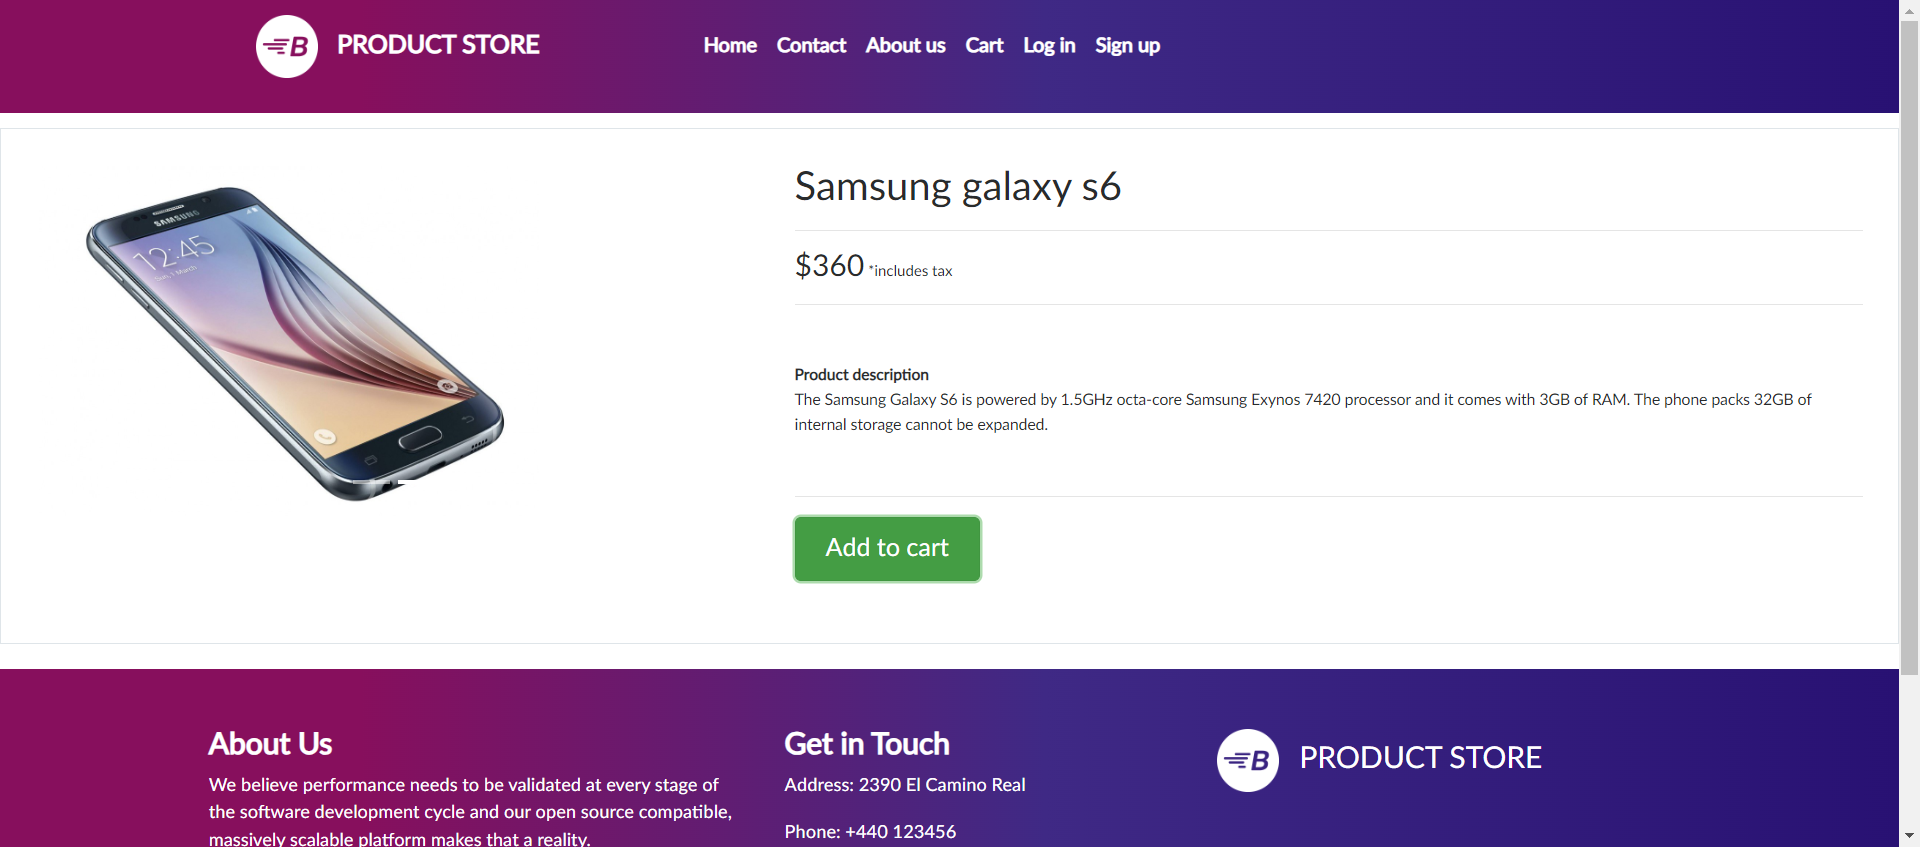 B PRODUCT STORE
Home Contact About us Cart Log in Sign up
SAMSUNG
12:45
Sun, 1 March
Samsung galaxy s6
$360 *includes tax
Product description
The Samsung Galaxy S6 is powered by 1.5GHz octa-core Samsung Exynos 7420 processor and it comes with 3GB of RAM. The phone packs 32GB of
internal storage cannot be expanded.
Add to cart
About Us
We believe performance needs to be validated at every stage of
the software development cycle and our open source compatible,
massively scalable platform makes that a reality.
Get in Touch
Address: 2390 El Camino Real
Phone: +440 123456
B PRODUCT STORE